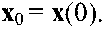 x₀ = x(0).